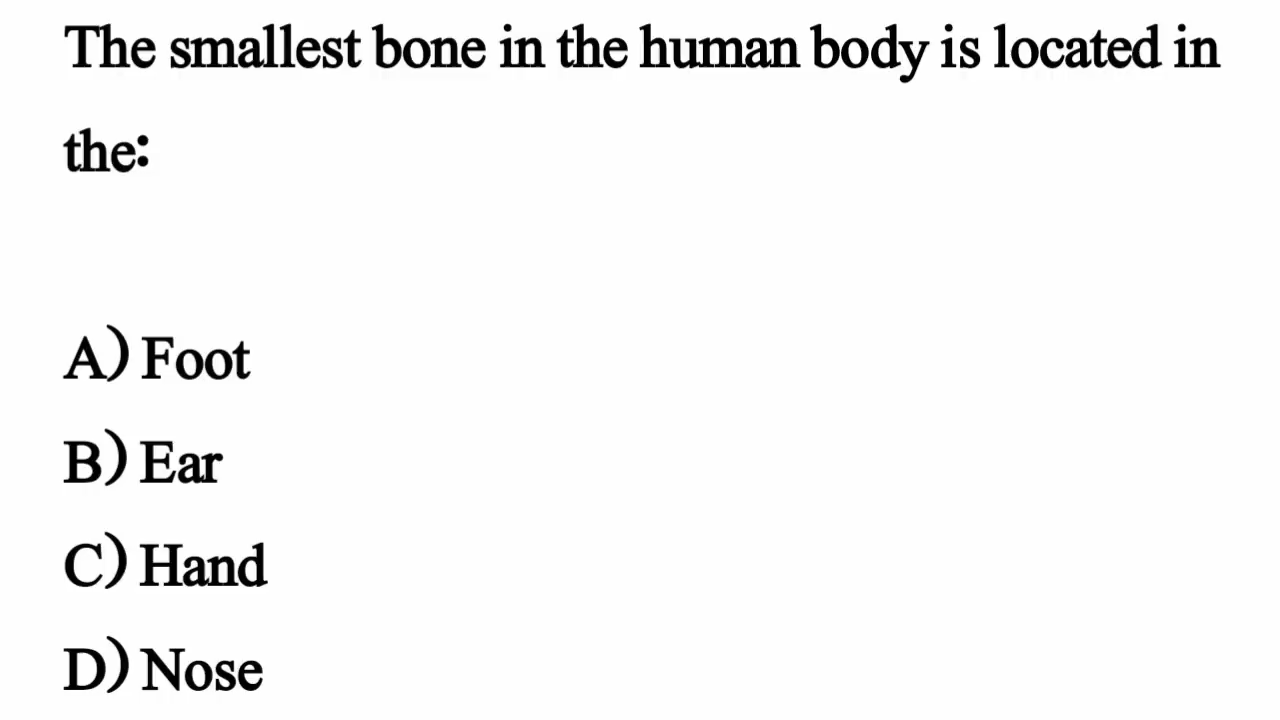 The smallest bone in the human body is located in
the:
A) Foot
B) Ear
C) Hand
D) Nose